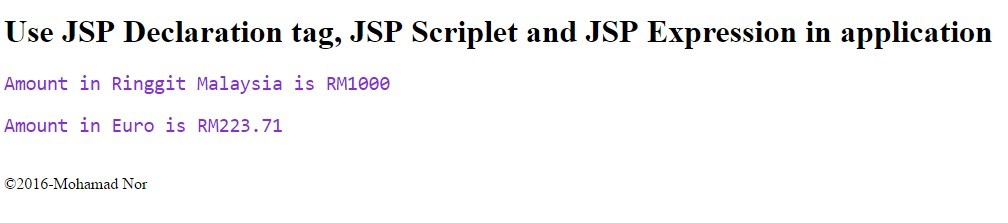 Use JSP Declaration tag, JSP Scriplet and JSP Expression in application
Amount in Ringgit Malaysia is RM1000
Amount in Euro is RM223.71
©2016-Mohamad Nor